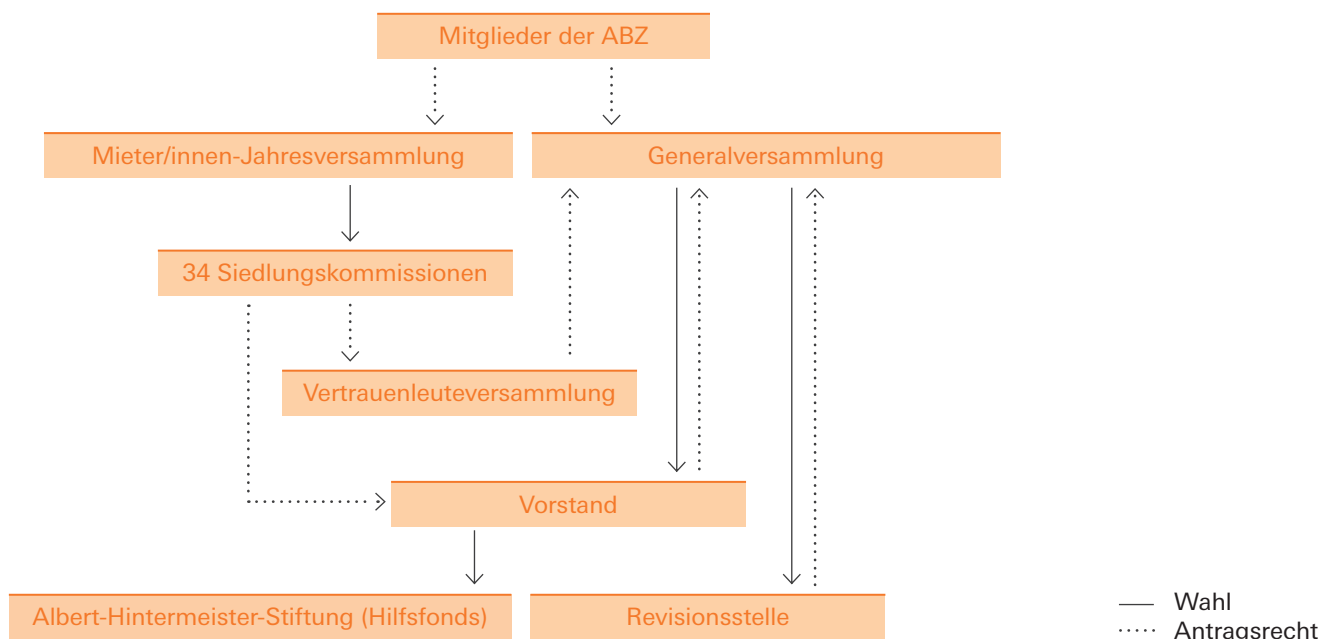 Mitglieder der ABZ
Mieter/innen-Jahresversammlung
Generalversammlung
34 Siedlungskommissionen
Vertrauenleuteversammlung
Vorstand
Albert-Hintermeister-Stiftung (Hilfsfonds)
Revisionsstelle
Wahl
Antragsrecht